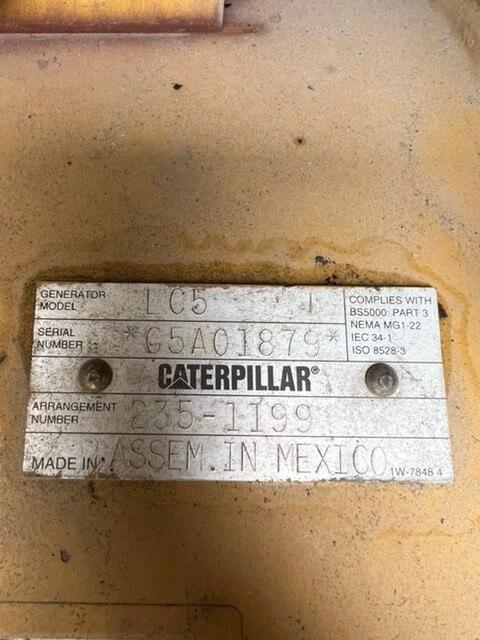 GENERATOR MODEL LC5
SERIAL NUMBER *G5A01879*
COMPLIES WITH
BS5000: PART 3
NEMA MG1-22
IEC 34-1
ISO 8528-3
CATERPILLAR®
ARRANGEMENT NUMBER 235-1199
MADE IN ASSEM.IN MEXICO
1W-7848 4